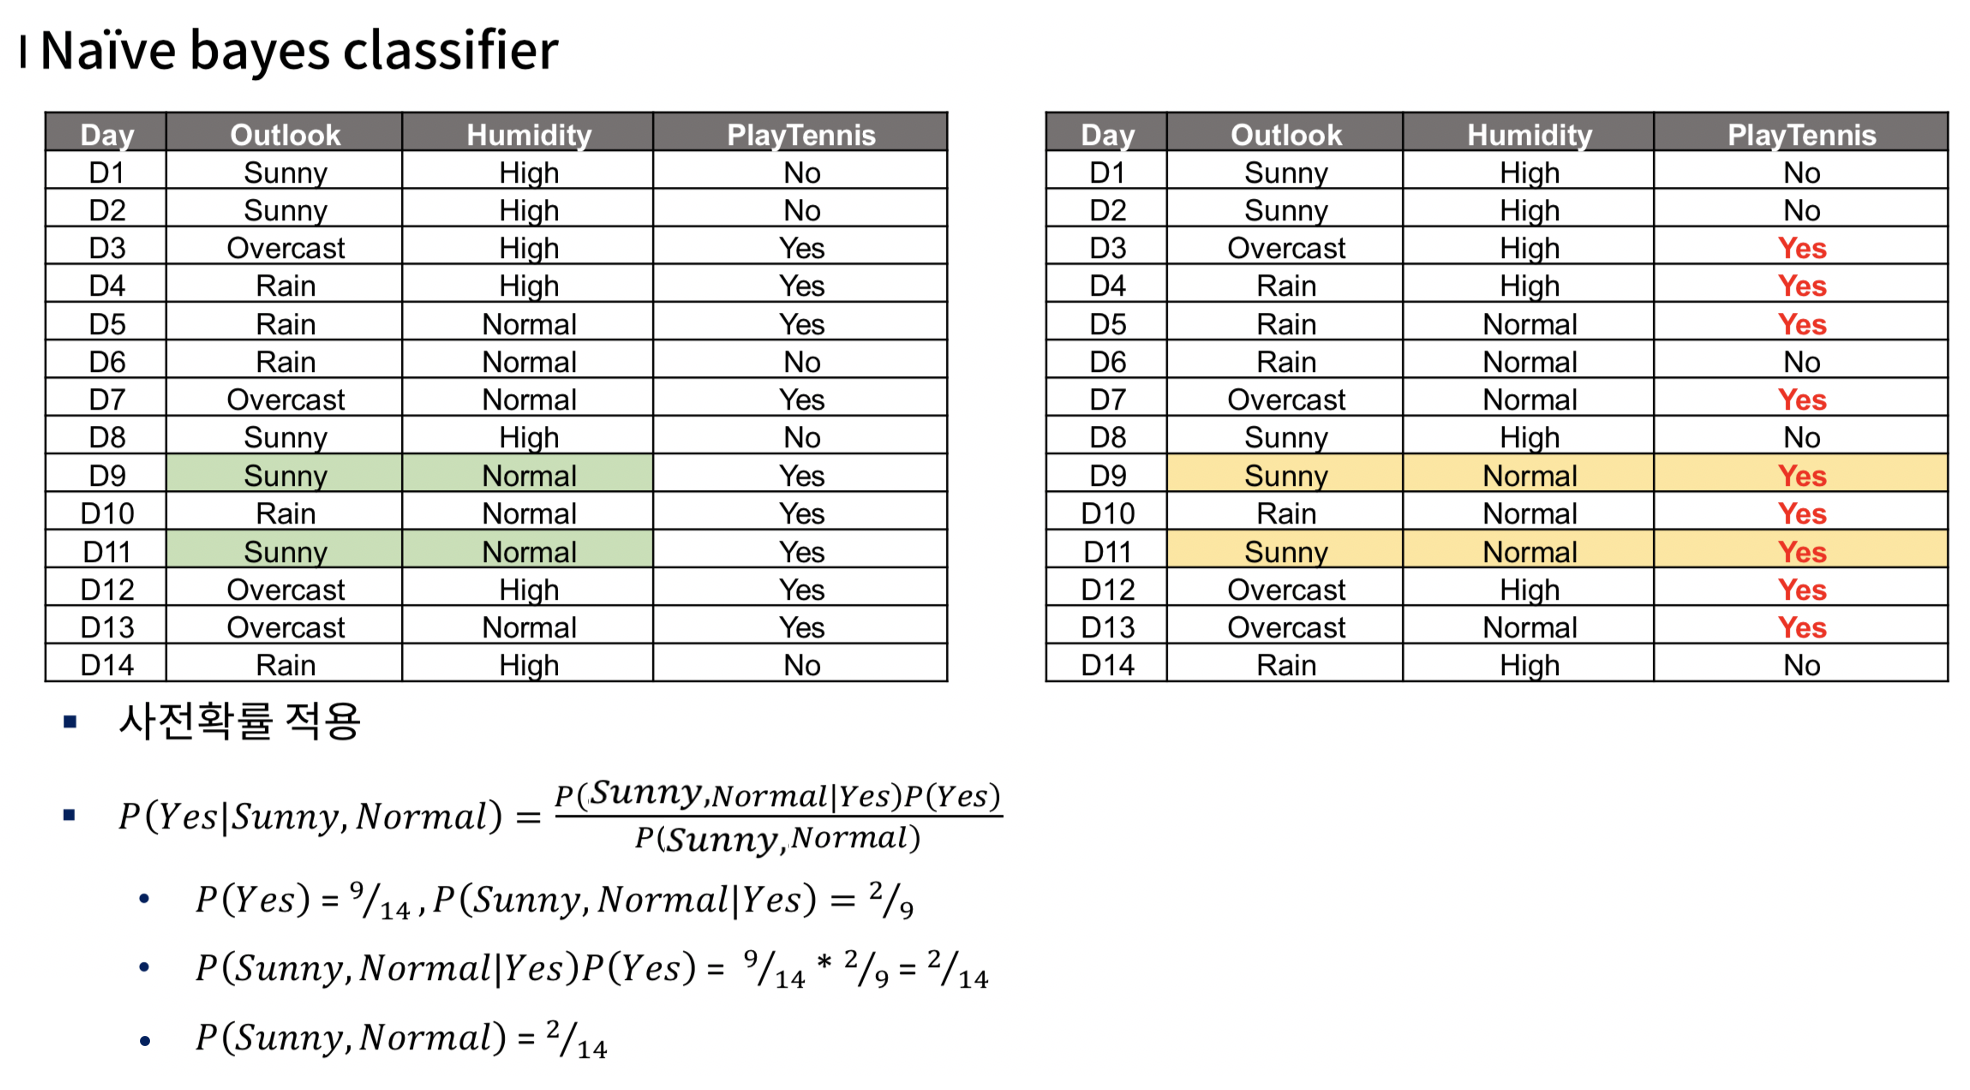 Naïve bayes classifier
Day Outlook Humidity PlayTennis
D1 Sunny High No
D2 Sunny High No
D3 Overcast High Yes
D4 Rain High Yes
D5 Rain Normal Yes
D6 Rain Normal No
D7 Overcast Normal Yes
D8 Sunny High No
D9 Sunny Normal Yes
D10 Rain Normal Yes
D11 Sunny Normal Yes
D12 Overcast High Yes
D13 Overcast Normal Yes
D14 Rain High No
Day Outlook Humidity PlayTennis
D1 Sunny High No
D2 Sunny High No
D3 Overcast High Yes
D4 Rain High Yes
D5 Rain Normal Yes
D6 Rain Normal No
D7 Overcast Normal Yes
D8 Sunny High No
D9 Sunny Normal Yes
D10 Rain Normal Yes
D11 Sunny Normal Yes
D12 Overcast High Yes
D13 Overcast Normal Yes
D14 Rain High No
▪ 사전확률 적용
▪ P(Yes|Sunny, Normal) = P(Sunny,Normal|Yes)P(Yes) / P(Sunny,Normal)
• P(Yes) = 9/14 , P(Sunny, Normal|Yes) = 2/9
• P(Sunny, Normal|Yes)P(Yes) = 9/14 * 2/9 = 2/14
• P(Sunny, Normal) = 2/14